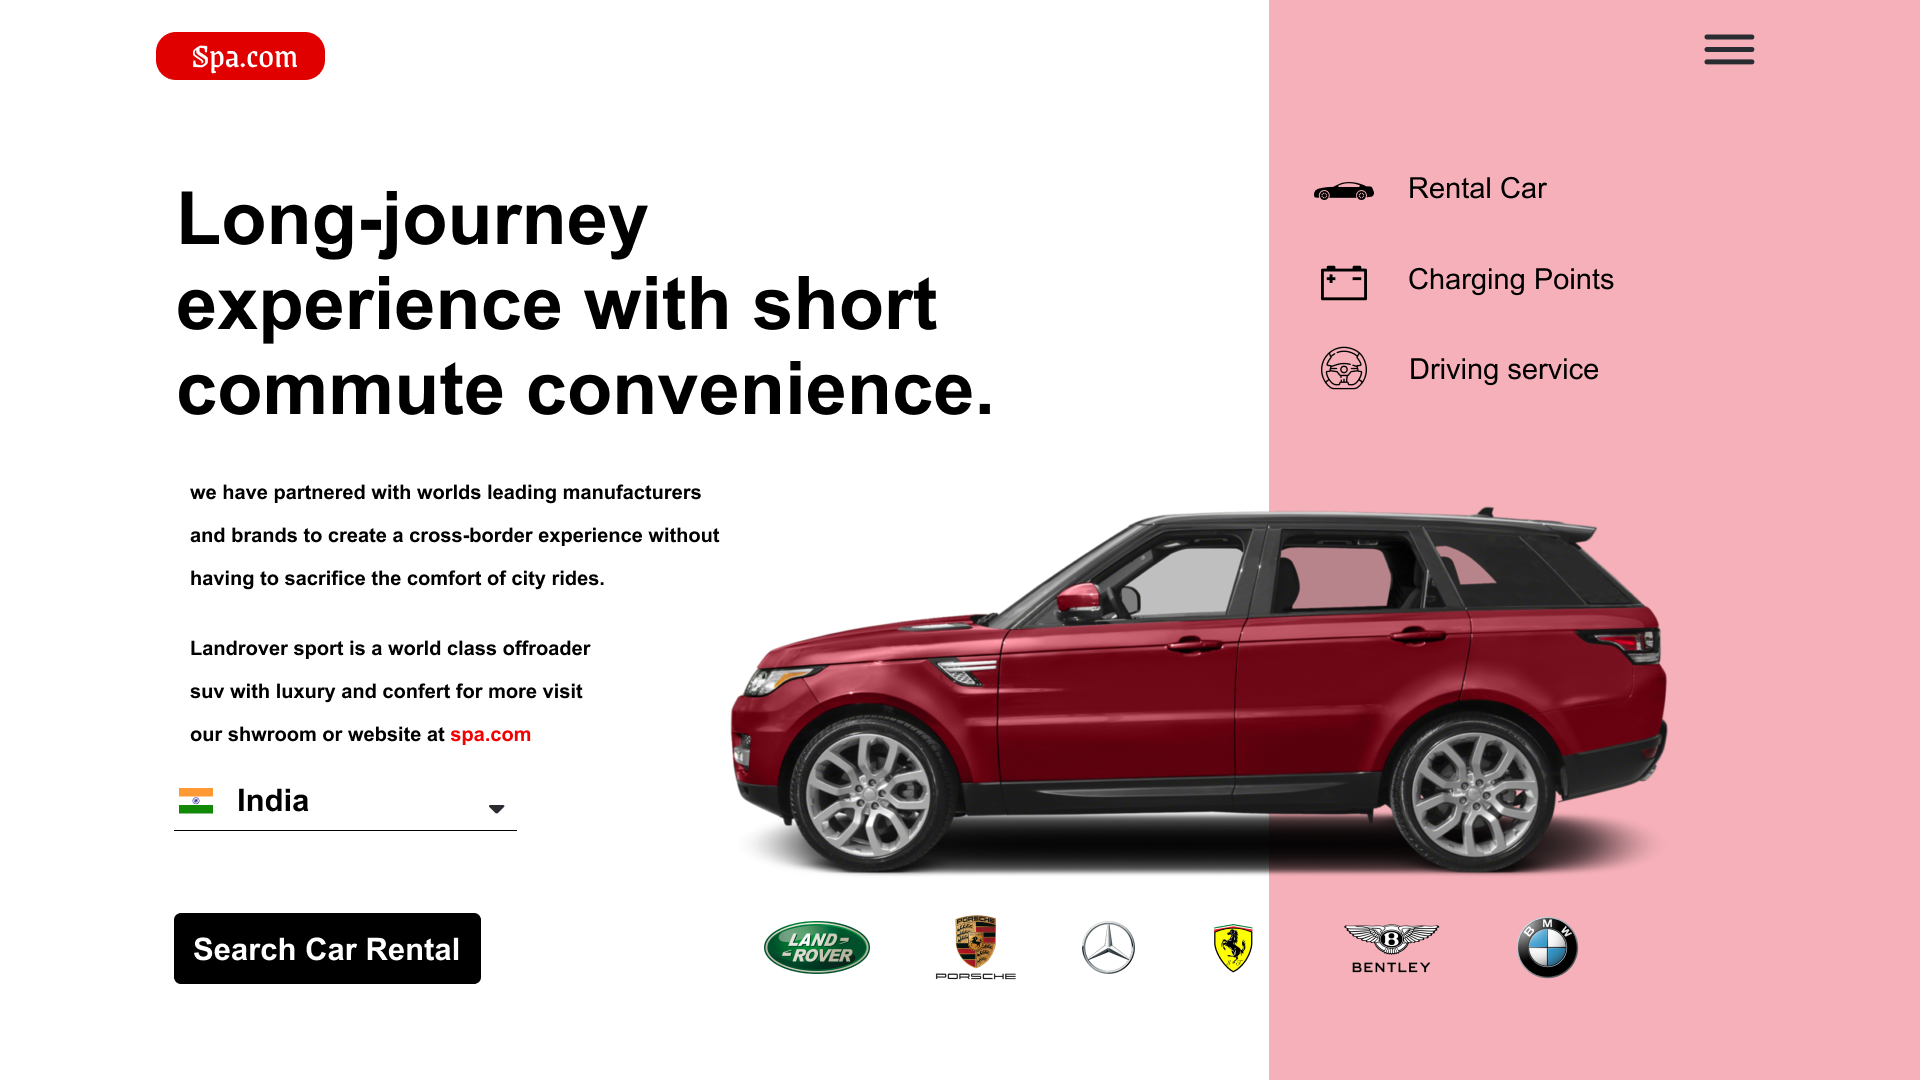 Spa.com
Rental Car
Charging Points
Driving service
Long-journey
experience with short
commute convenience.
we have partnered with worlds leading manufacturers
and brands to create a cross-border experience without
having to sacrifice the comfort of city rides.
Landrover sport is a world class offroader
suv with luxury and confert for more visit
our shwroom or website at spa.com
India
Search Car Rental
LAND-
-ROVER
PORSCHE
PORSCHE
B
BENTLEY
BMW